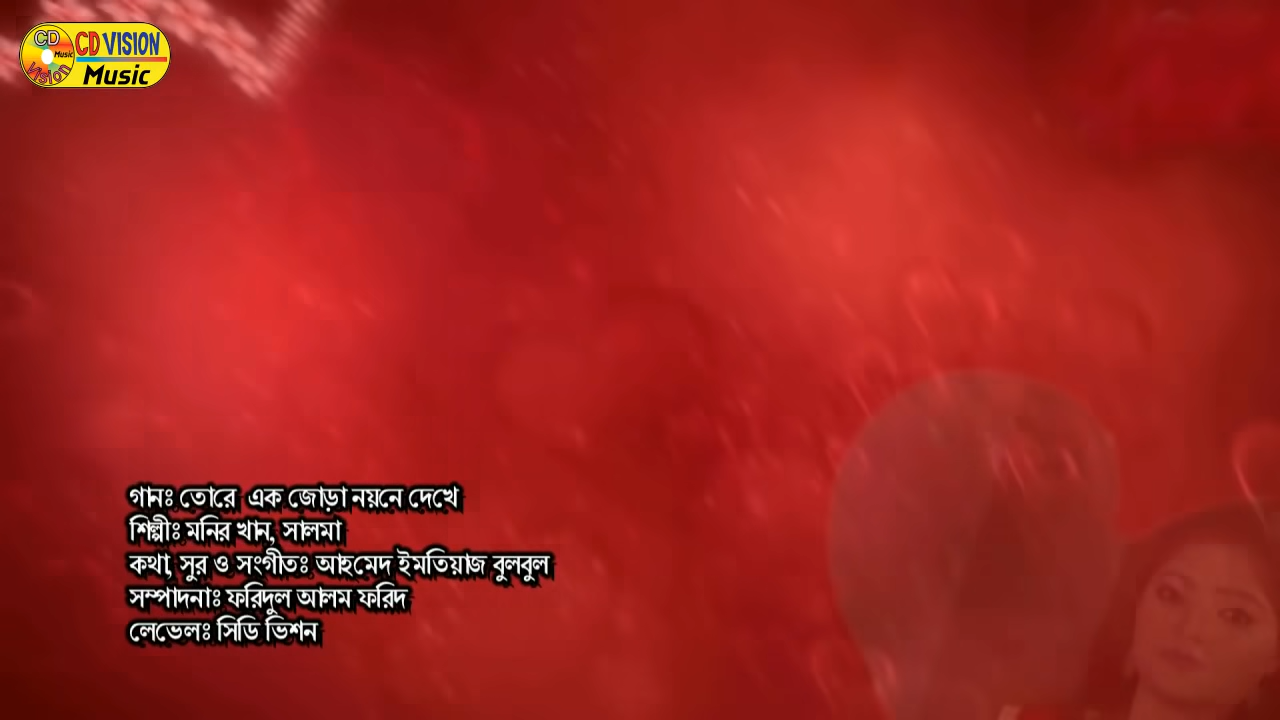 CD
Music
Vision
CD VISION
Music
গানঃ তোরে এক জোড়া নয়নে দেখে
শিল্পীঃ মনির খান, সালমা
কথা, সুর ও সংগীতঃ আহমেদ ইমতিয়াজ বুলবুল
সম্পাদনাঃ ফরিদুল আলম ফরিদ
লেভেলঃ সিডি ভিশন